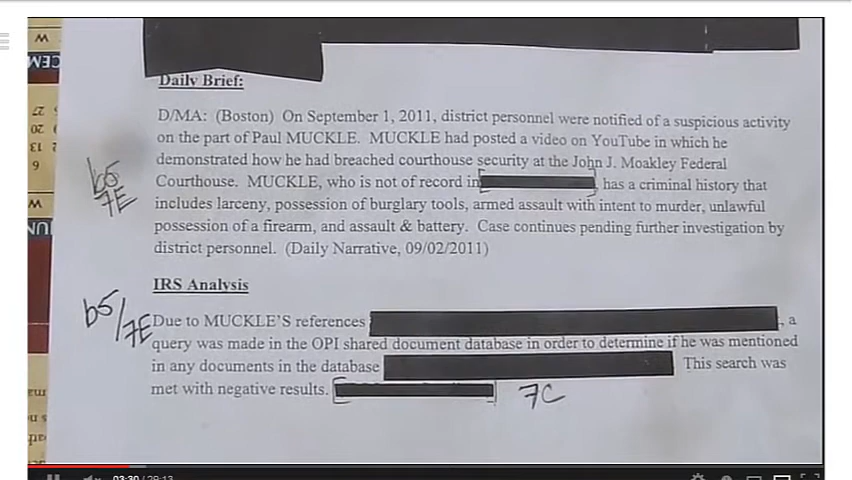 Daily Brief:
D/MA: (Boston) On September 1, 2011, district personnel were notified of a suspicious activity
on the part of Paul MUCKLE. MUCKLE had posted a video on YouTube in which he
demonstrated how he had breached courthouse security at the John J. Moakley Federal
b5
7E
Courthouse. MUCKLE, who is not of record in [ ], has a criminal history that
includes larceny, possession of burglary tools, armed assault with intent to murder, unlawful
possession of a firearm, and assault & battery. Case continues pending further investigation by
district personnel. (Daily Narrative, 09/02/2011)
IRS Analysis
b5/
7E
Due to MUCKLE'S references , a
query was made in the OPI shared document database in order to determine if he was mentioned
in any documents in the database This search was
met with negative results. [ ] 7C
03:30 / 29:13